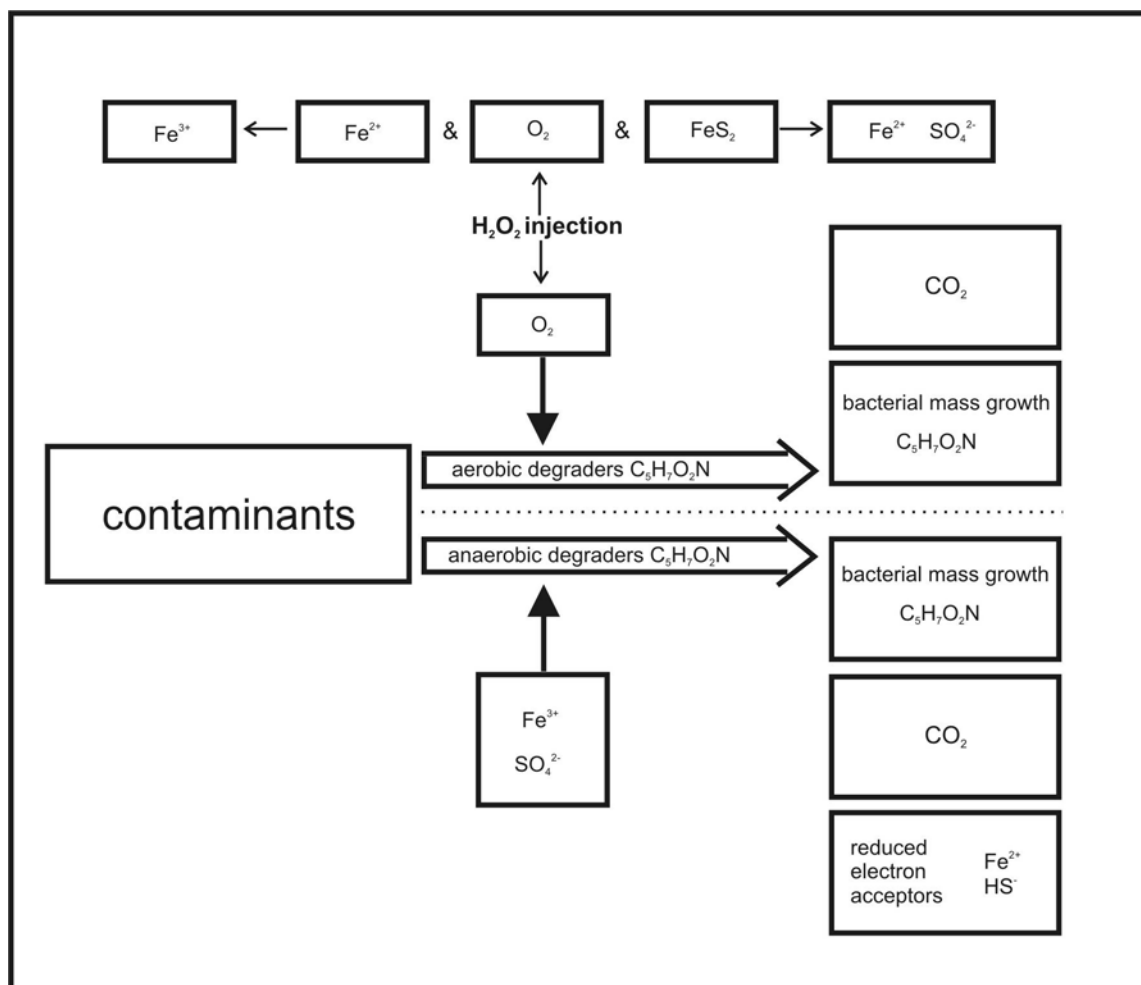 Fe³⁺ Fe²⁺ & O₂ & FeS₂ Fe²⁺ SO₄²⁻
H₂O₂ injection
O₂
CO₂
bacterial mass growth
C₅H₇O₂N
aerobic degraders C₅H₇O₂N
contaminants
anaerobic degraders C₅H₇O₂N
bacterial mass growth
C₅H₇O₂N
Fe³⁺
SO₄²⁻
CO₂
reduced
electron
acceptors
Fe²⁺
HS⁻